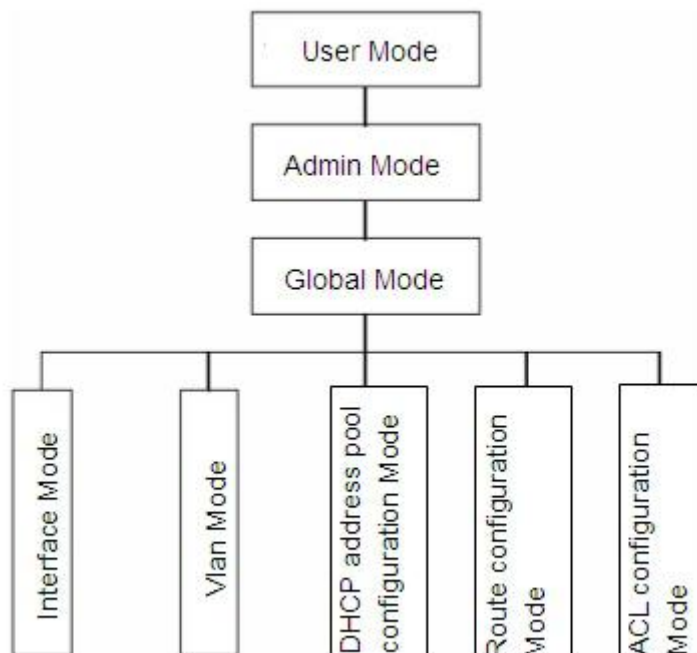 User Mode
Admin Mode
Global Mode
Interface Mode
Vlan Mode
DHCP address pool
configuration Mode
Route configuration
Mode
ACL configuration
Mode